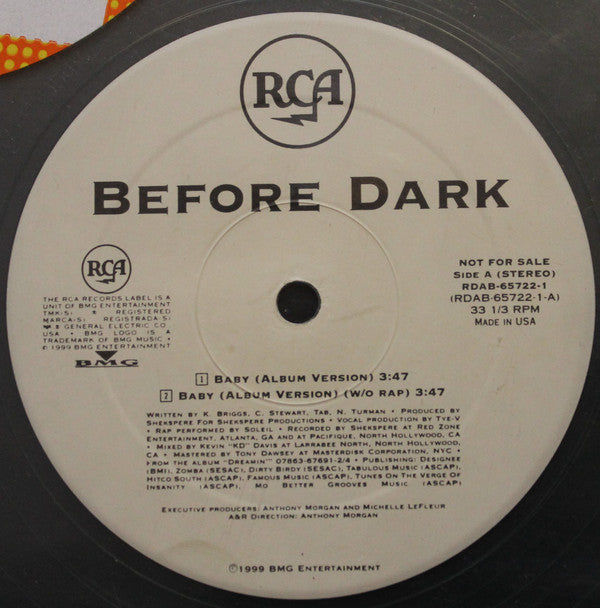 RCA
BEFORE DARK
RCA
THE RCA RECORDS LABEL IS A
UNIT OF BMG ENTERTAINMENT
TMK(S) ® REGISTERED
MARCA(S) REGISTRADA(S)
® GENERAL ELECTRIC CO.
USA • BMG LOGO IS A
TRADEMARK OF BMG MUSIC •
© 1999 BMG ENTERTAINMENT
BMG
NOT FOR SALE
SIDE A (STEREO)
RDAB-65722-1
(RDAB-65722-1-A)
33 1/3 RPM
MADE IN USA
1 BABY (ALBUM VERSION) 3:47
2 BABY (ALBUM VERSION) (W/O RAP) 3:47
WRITTEN BY K. BRIGGS, C. STEWART, TAB, N. TURMAN • PRODUCED BY
SHEKSPERE FOR SHEKSPERE PRODUCTIONS • VOCAL PRODUCTION BY TYE-V
• RAP PERFORMED BY SOLEIL • RECORDED BY SHEKSPERE AT RED ZONE
ENTERTAINMENT, ATLANTA, GA AND AT PACIFIQUE, NORTH HOLLYWOOD, CA
• MIXED BY KEVIN "KD" DAVIS AT LARRABEE NORTH, NORTH HOLLYWOOD,
CA • MASTERED BY TONY DAWSEY AT MASTERDISK CORPORATION, NYC •
FROM THE ALBUM "DREAMIN'" 07863-67691-2/4 • PUBLISHING: DESIGNEE
(BMI), ZOMBA (SESAC), DIRTY BIRDY (SESAC), TABULOUS MUSIC (ASCAP),
HITCO SOUTH (ASCAP), FAMOUS MUSIC (ASCAP), TUNES ON THE VERGE OF
INSANITY (ASCAP), MO BETTER GROOVES MUSIC (ASCAP)
EXECUTIVE PRODUCERS: ANTHONY MORGAN AND MICHELLE LEFLEUR
A&R DIRECTION: ANTHONY MORGAN
©1999 BMG ENTERTAINMENT